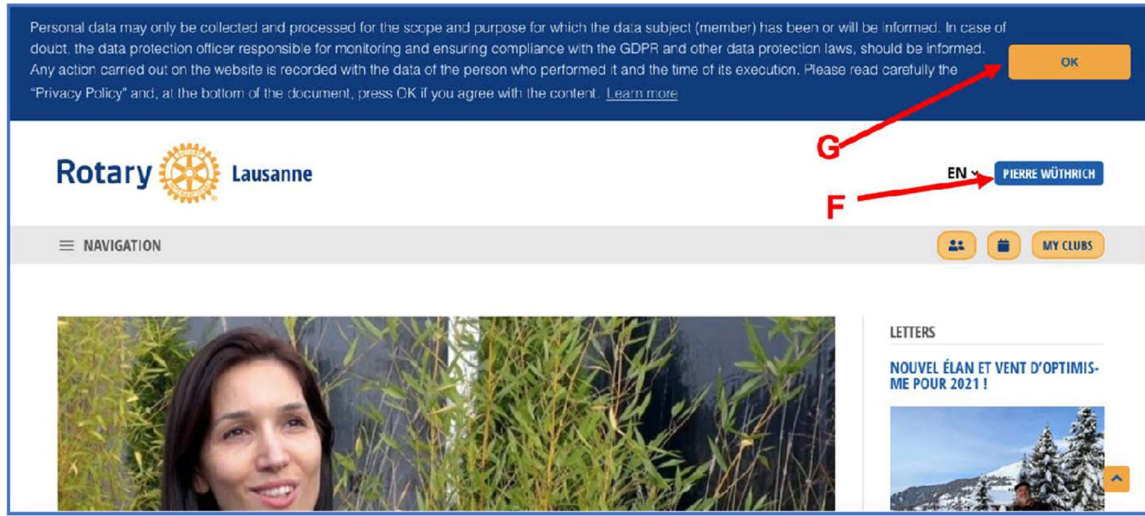 Personal data may only be collected and processed for the scope and purpose for which the data subject (member) has been or will be informed. In case of
doubt, the data protection officer responsible for monitoring and ensuring compliance with the GDPR and other data protection laws, should be informed.
Any action carried out on the website is recorded with the data of the person who performed it and the time of its execution. Please read carefully the
"Privacy Policy" and, at the bottom of the document, press OK if you agree with the content. Learn more
OK
G
Rotary Lausanne
EN
PIERRE WÜTHRICH
F
NAVIGATION
MY CLUBS
LETTERS
NOUVEL ÉLAN ET VENT D'OPTIMIS-
ME POUR 2021 !